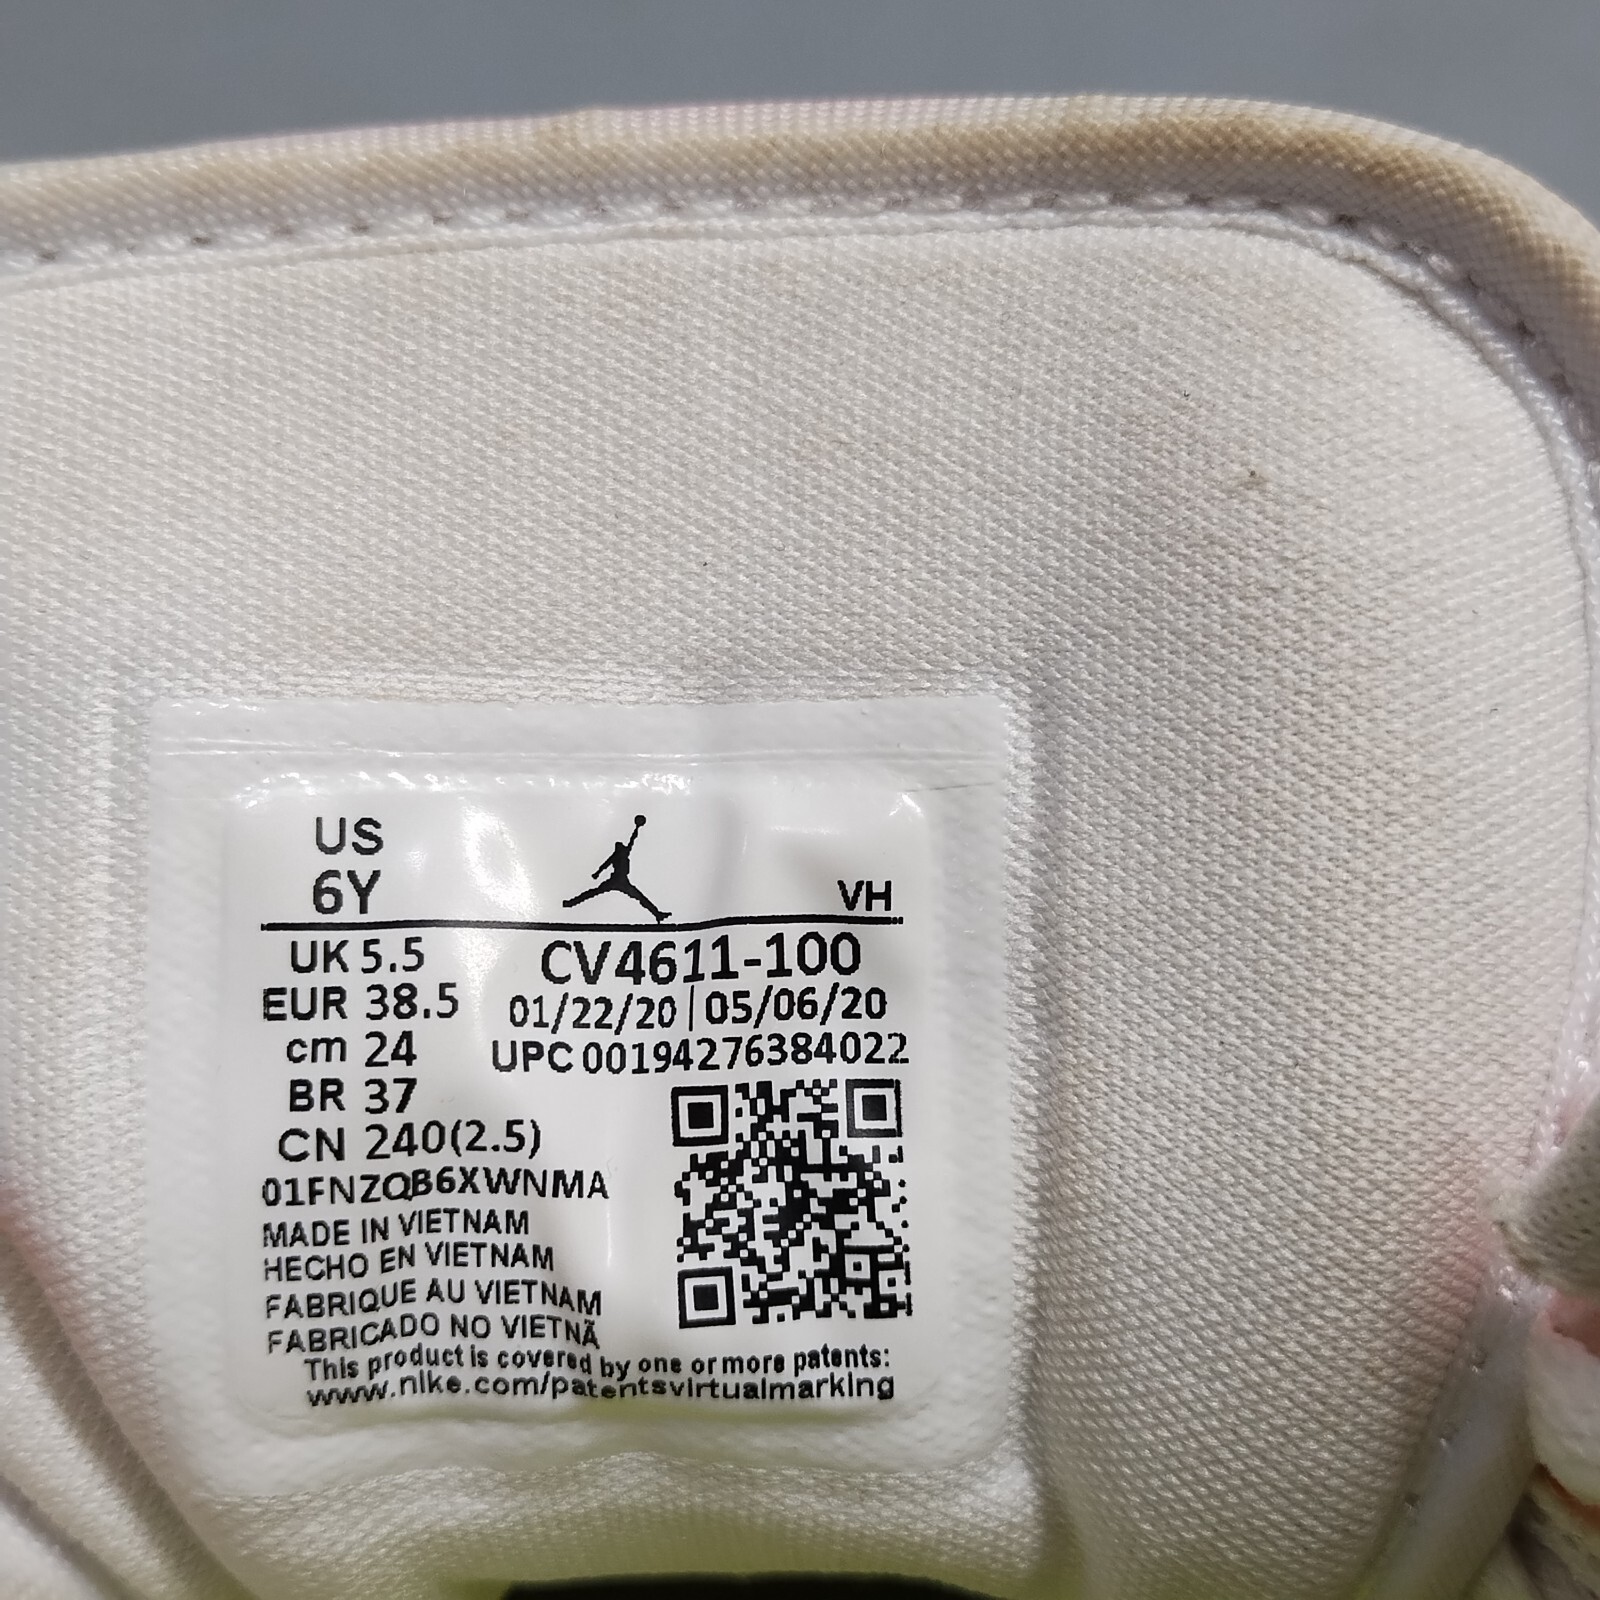 US
6Y
VH
UK 5.5
EUR 38.5
cm 24
BR 37
CN 240(2.5)
CV4611-100
01/22/20 | 05/06/20
UPC 00194276384022
01FNZQB6XWNMA
MADE IN VIETNAM
HECHO EN VIETNAM
FABRIQUE AU VIETNAM
FABRICADO NO VIETNÃ
This product is covered by one or more patents:
www.nike.com/patentsvirtualmarking